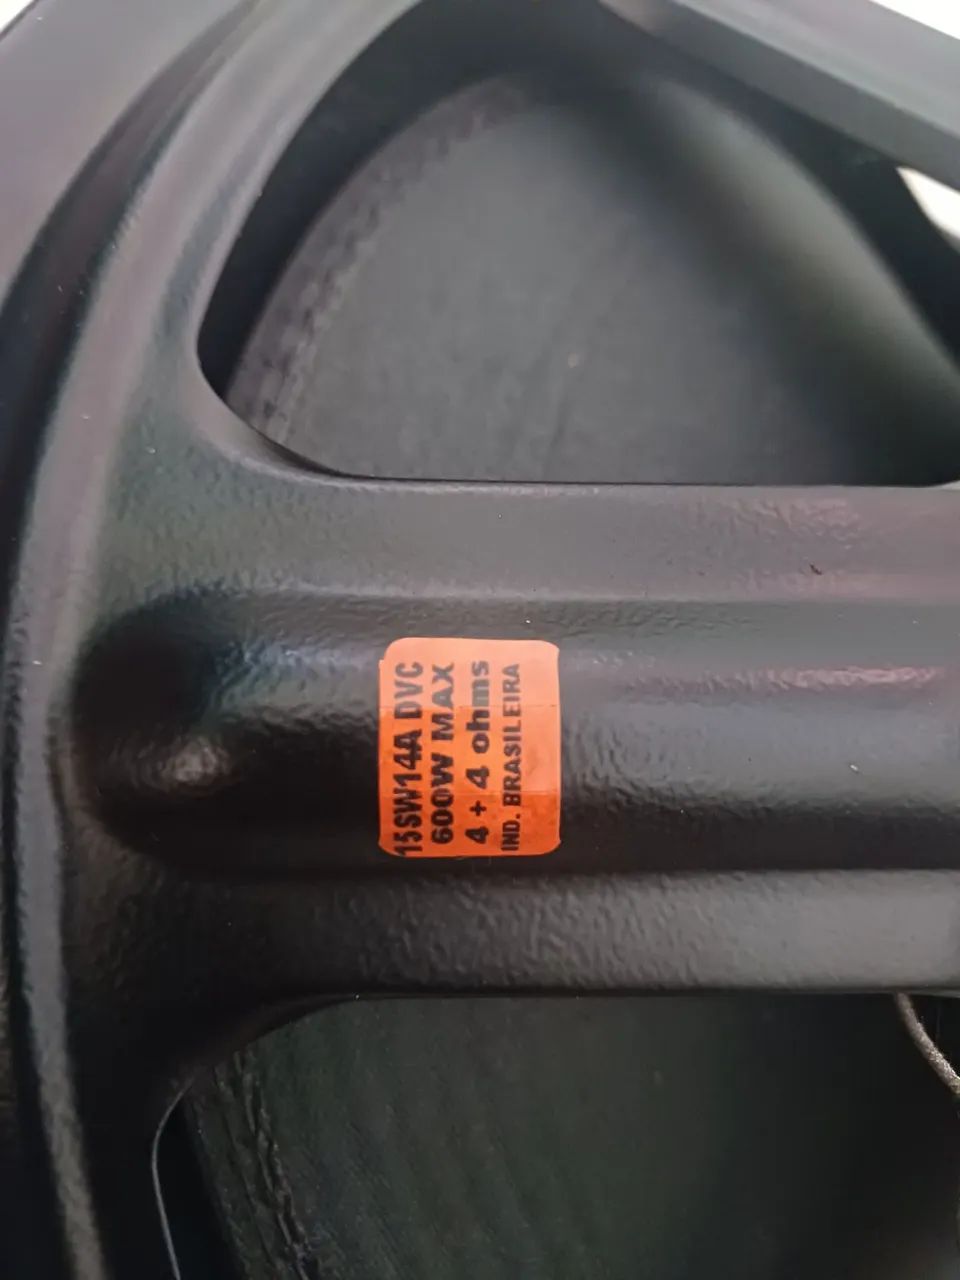 15SW14A DVC
600W MAX
4 + 4 ohms
IND. BRASILEIRA